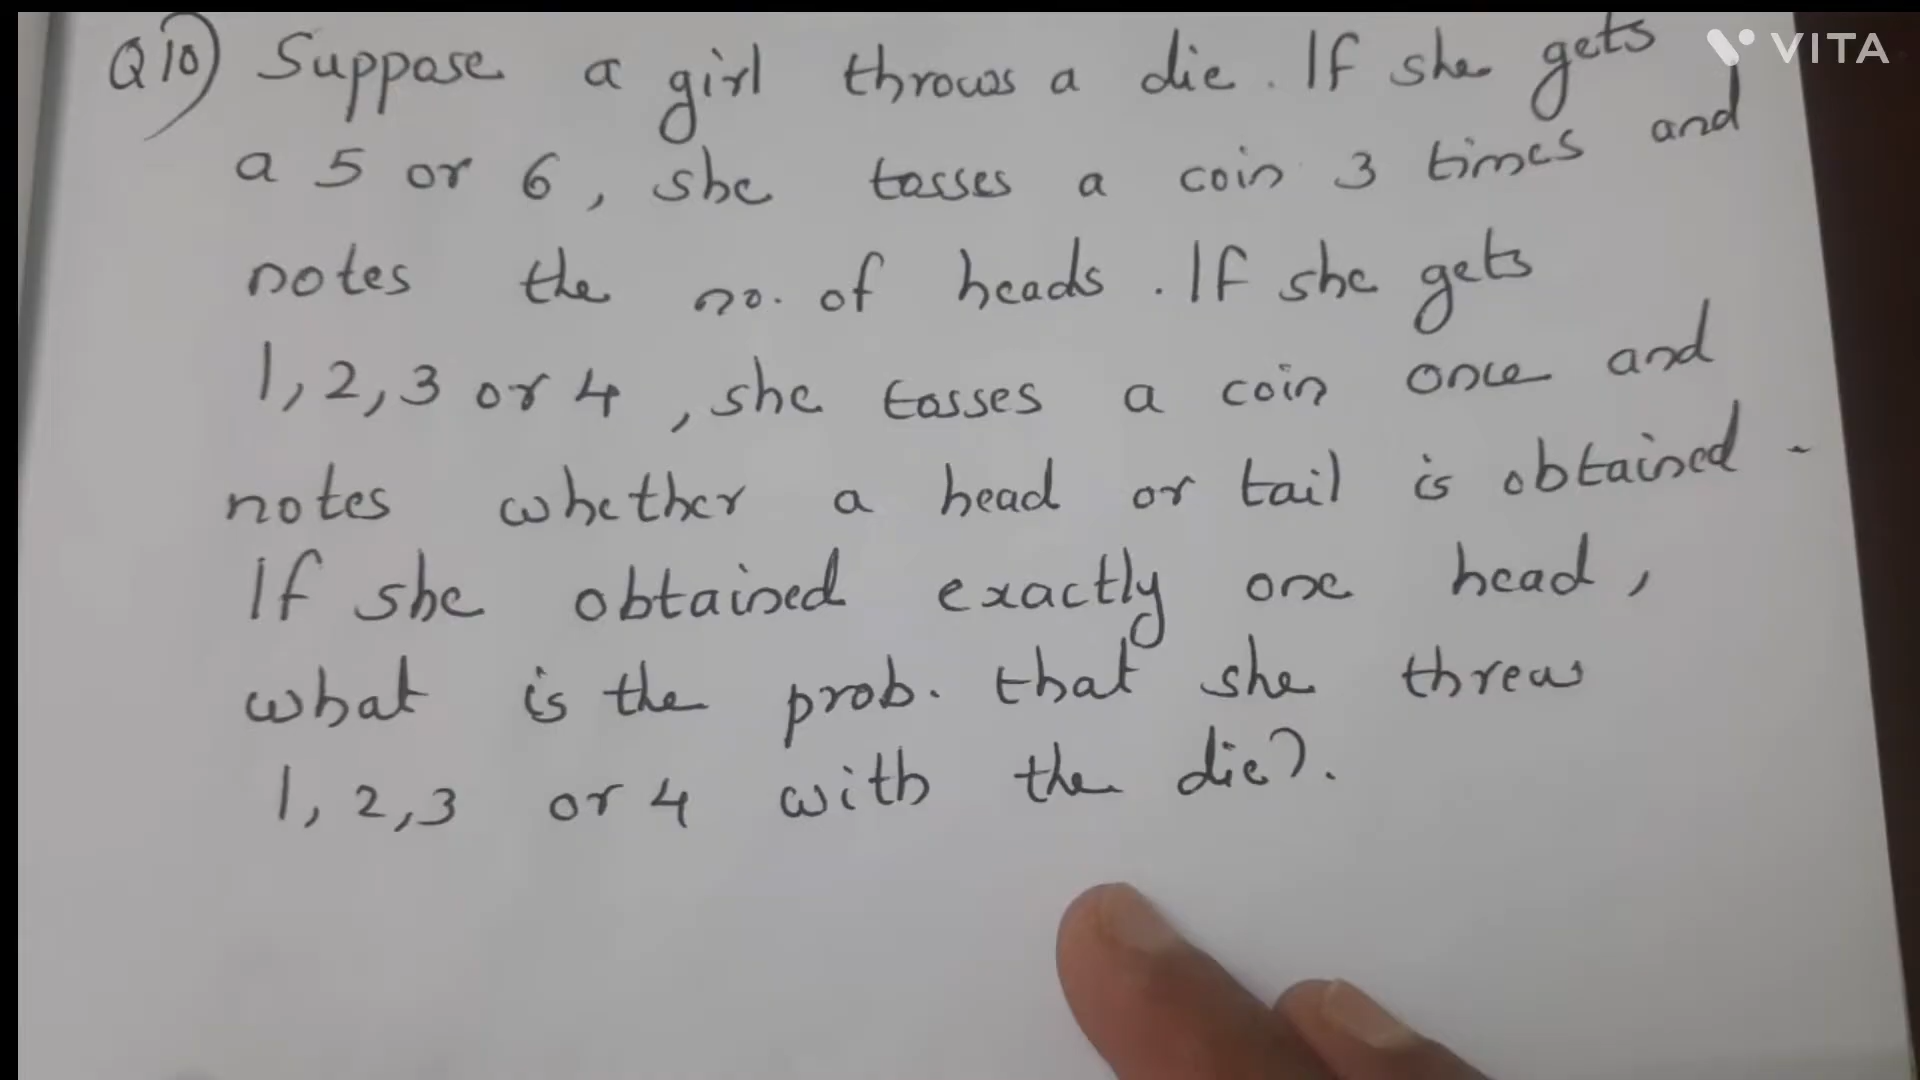 Q10) Suppose a girl throws a die. If she gets
a 5 or 6, she tosses a coin 3 times and
notes the no. of heads. If she gets
1, 2, 3 or 4, she tosses a coin once and
notes whether a head or tail is obtained.
If she obtained exactly one head,
what is the prob. that she threw
1, 2, 3 or 4 with the die?.
VITA